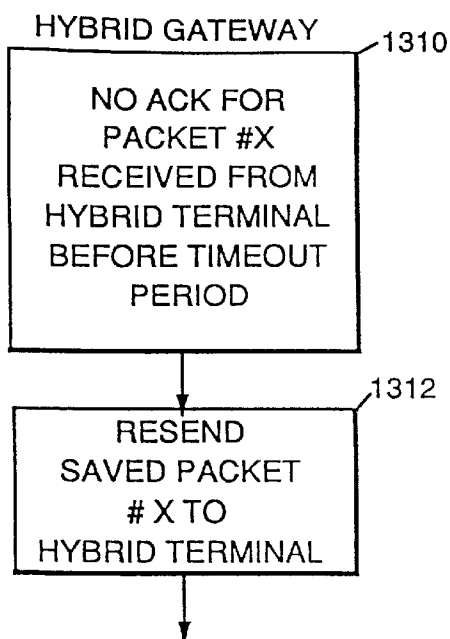 HYBRID GATEWAY
1310
NO ACK FOR
PACKET #X
RECEIVED FROM
HYBRID TERMINAL
BEFORE TIMEOUT
PERIOD
1312
RESEND
SAVED PACKET
# X TO
HYBRID TERMINAL